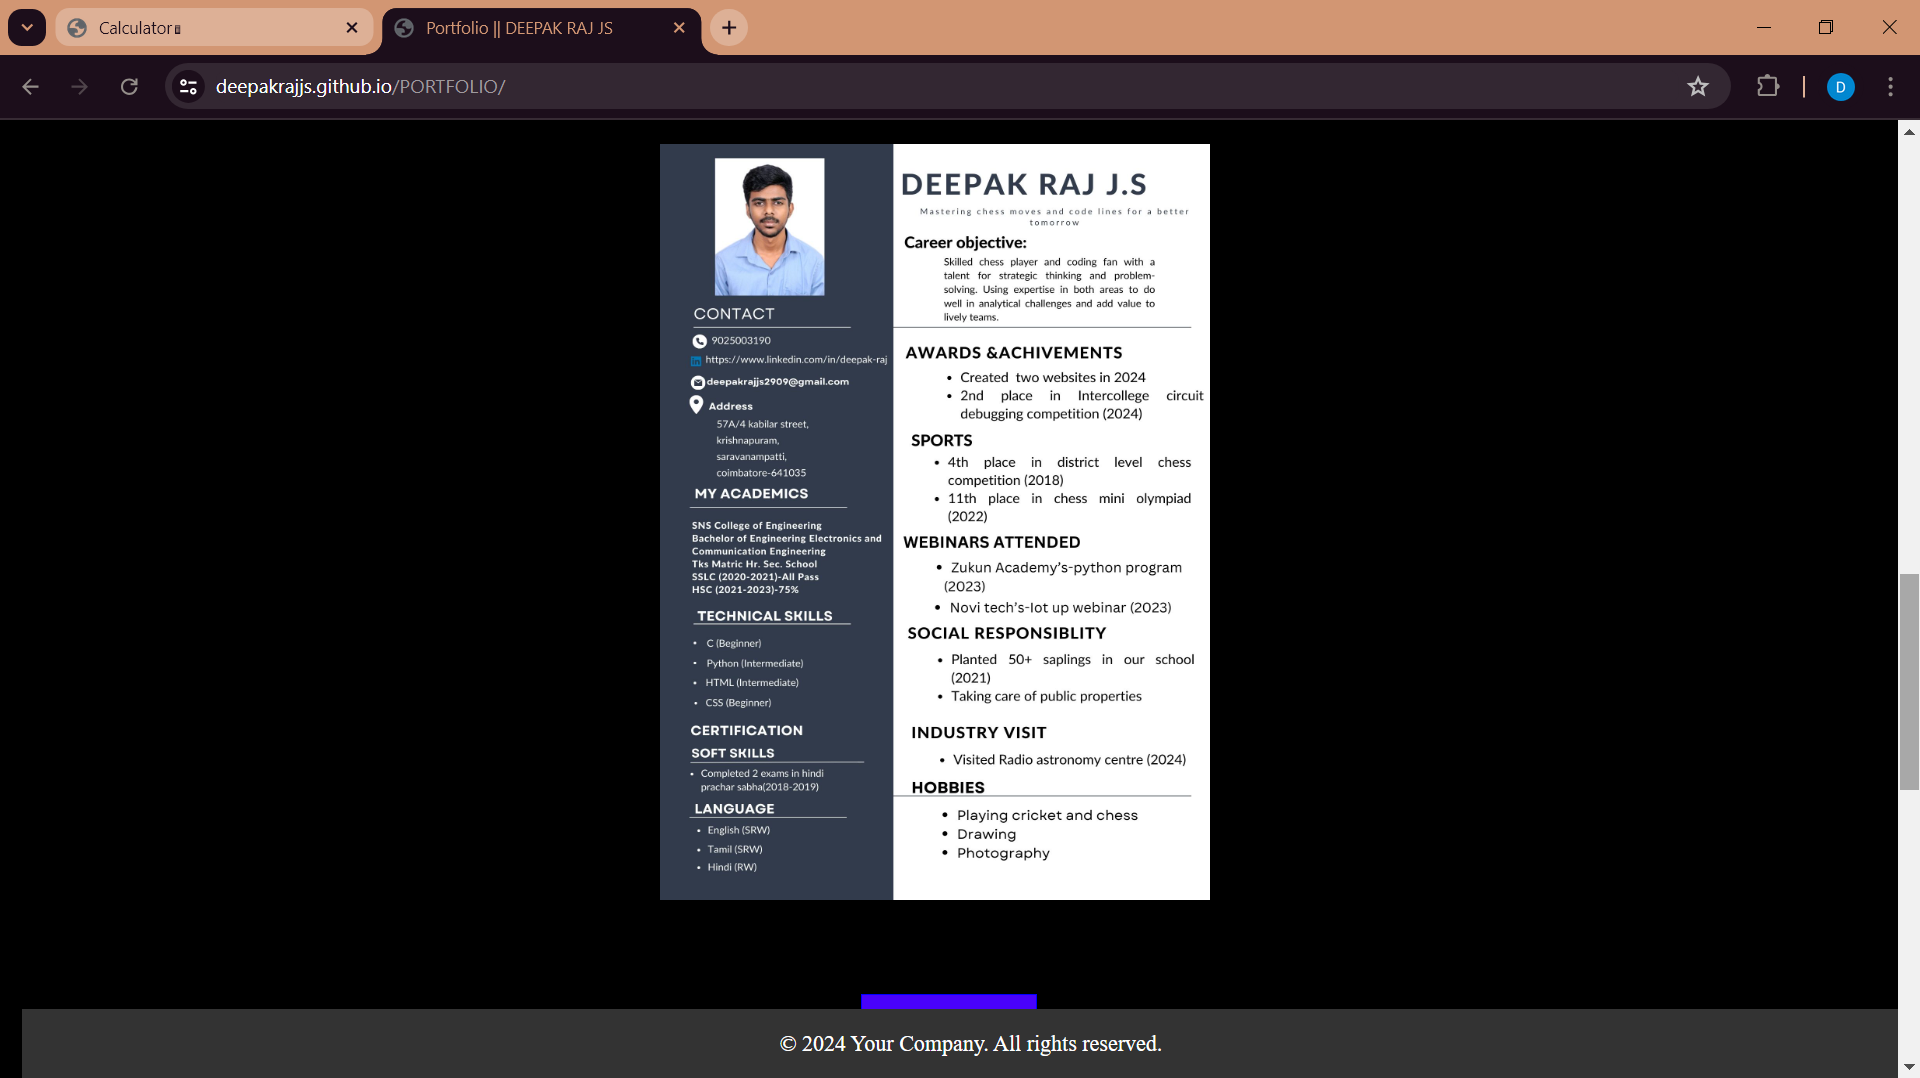 Calculator
Portfolio || DEEPAK RAJ JS
deepakrajjs.github.io/PORTFOLIO/
D
CONTACT
9025003190
in https://www.linkedin.com/in/deepak-raj
deepakrajjs2909@gmail.com
Address
57A/4 kabilar street,
krishnapuram,
saravanampatti,
coimbatore-641035
MY ACADEMICS
SNS College of Engineering
Bachelor of Engineering Electronics and
Communication Engineering
Tks Matric Hr. Sec. School
SSLC (2020-2021)-All Pass
HSC (2021-2023)-75%
TECHNICAL SKILLS
• C (Beginner)
• Python (Intermediate)
• HTML (Intermediate)
• CSS (Beginner)
CERTIFICATION
SOFT SKILLS
• Completed 2 exams in hindi
prachar sabha(2018-2019)
LANGUAGE
• English (SRW)
• Tamil (SRW)
• Hindi (RW)
DEEPAK RAJ J.S
Mastering chess moves and code lines for a better
tomorrow
Career objective:
Skilled chess player and coding fan with a
talent for strategic thinking and problem-
solving. Using expertise in both areas to do
well in analytical challenges and add value to
lively teams.
AWARDS &ACHIVEMENTS
• Created two websites in 2024
• 2nd place in Intercollege circuit
debugging competition (2024)
SPORTS
• 4th place in district level chess
competition (2018)
• 11th place in chess mini olympiad
(2022)
WEBINARS ATTENDED
• Zukun Academy's-python program
(2023)
• Novi tech's-Iot up webinar (2023)
SOCIAL RESPONSIBLITY
• Planted 50+ saplings in our school
(2021)
• Taking care of public properties
INDUSTRY VISIT
• Visited Radio astronomy centre (2024)
HOBBIES
• Playing cricket and chess
• Drawing
• Photography
© 2024 Your Company. All rights reserved.